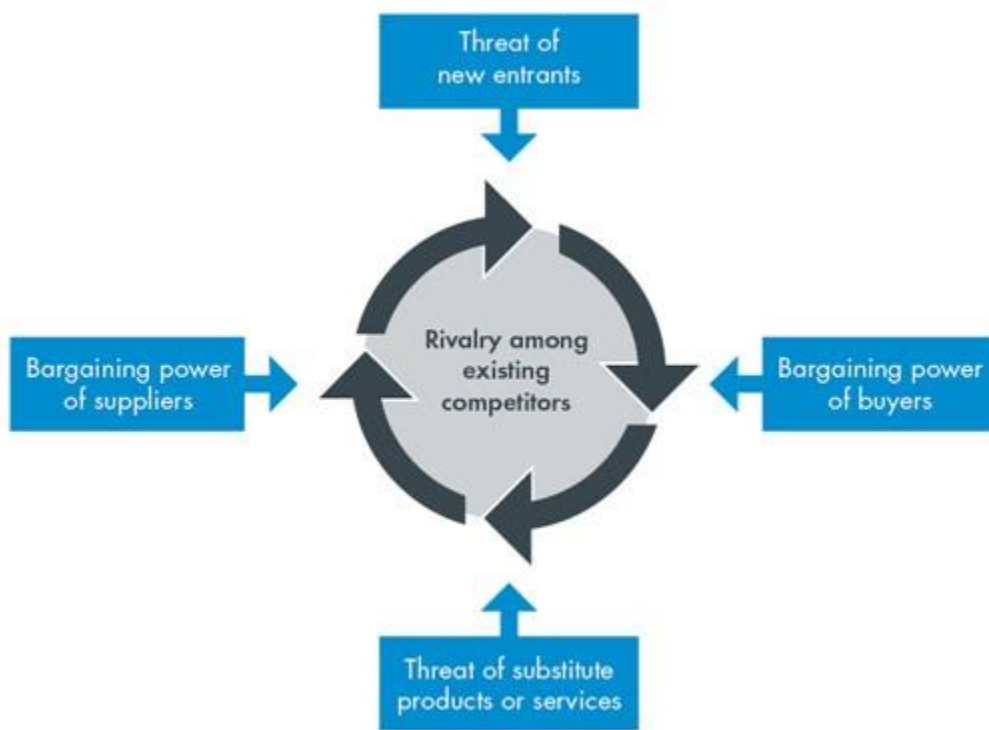 Threat of
new entrants
Bargaining power
of suppliers
Rivalry among
existing
competitors
Bargaining power
of buyers
Threat of substitute
products or services